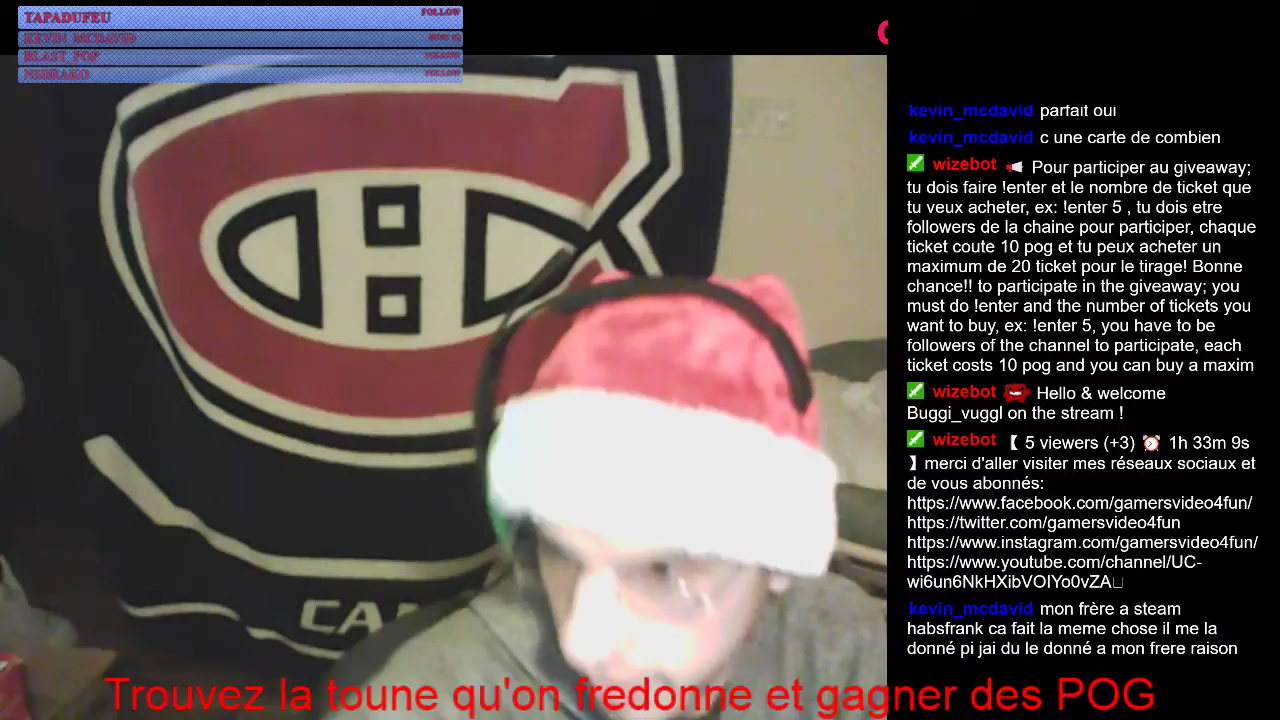 TAPADUFEU FOLLOW
KEVIN_MCDAVID HOST (2)
BLAST_POP FOLLOW
NSDRAKO FOLLOW
kevin_mcdavid parfait oui
kevin_mcdavid c une carte de combien
wizebot Pour participer au giveaway;
tu dois faire !enter et le nombre de ticket que
tu veux acheter, ex: !enter 5 , tu dois etre
followers de la chaine pour participer, chaque
ticket coute 10 pog et tu peux acheter un
maximum de 20 ticket pour le tirage! Bonne
chance!! to participate in the giveaway; you
must do !enter and the number of tickets you
want to buy, ex: !enter 5, you have to be
followers of the channel to participate, each
ticket costs 10 pog and you can buy a maxim
wizebot Hello & welcome
Buggi_vuggl on the stream !
wizebot 【 5 viewers (+3) ⏰ 1h 33m 9s
】merci d'aller visiter mes réseaux sociaux et
de vous abonnés:
https://www.facebook.com/gamersvideo4fun/
https://twitter.com/gamersvideo4fun
https://www.instagram.com/gamersvideo4fun/
https://www.youtube.com/channel/UC-
wi6un6NkHXibVOIYo0vZA
kevin_mcdavid mon frère a steam
habsfrank ca fait la meme chose il me la
donné pi jai du le donné a mon frere raison
CA
Trouvez la toune qu'on fredonne et gagner des POG